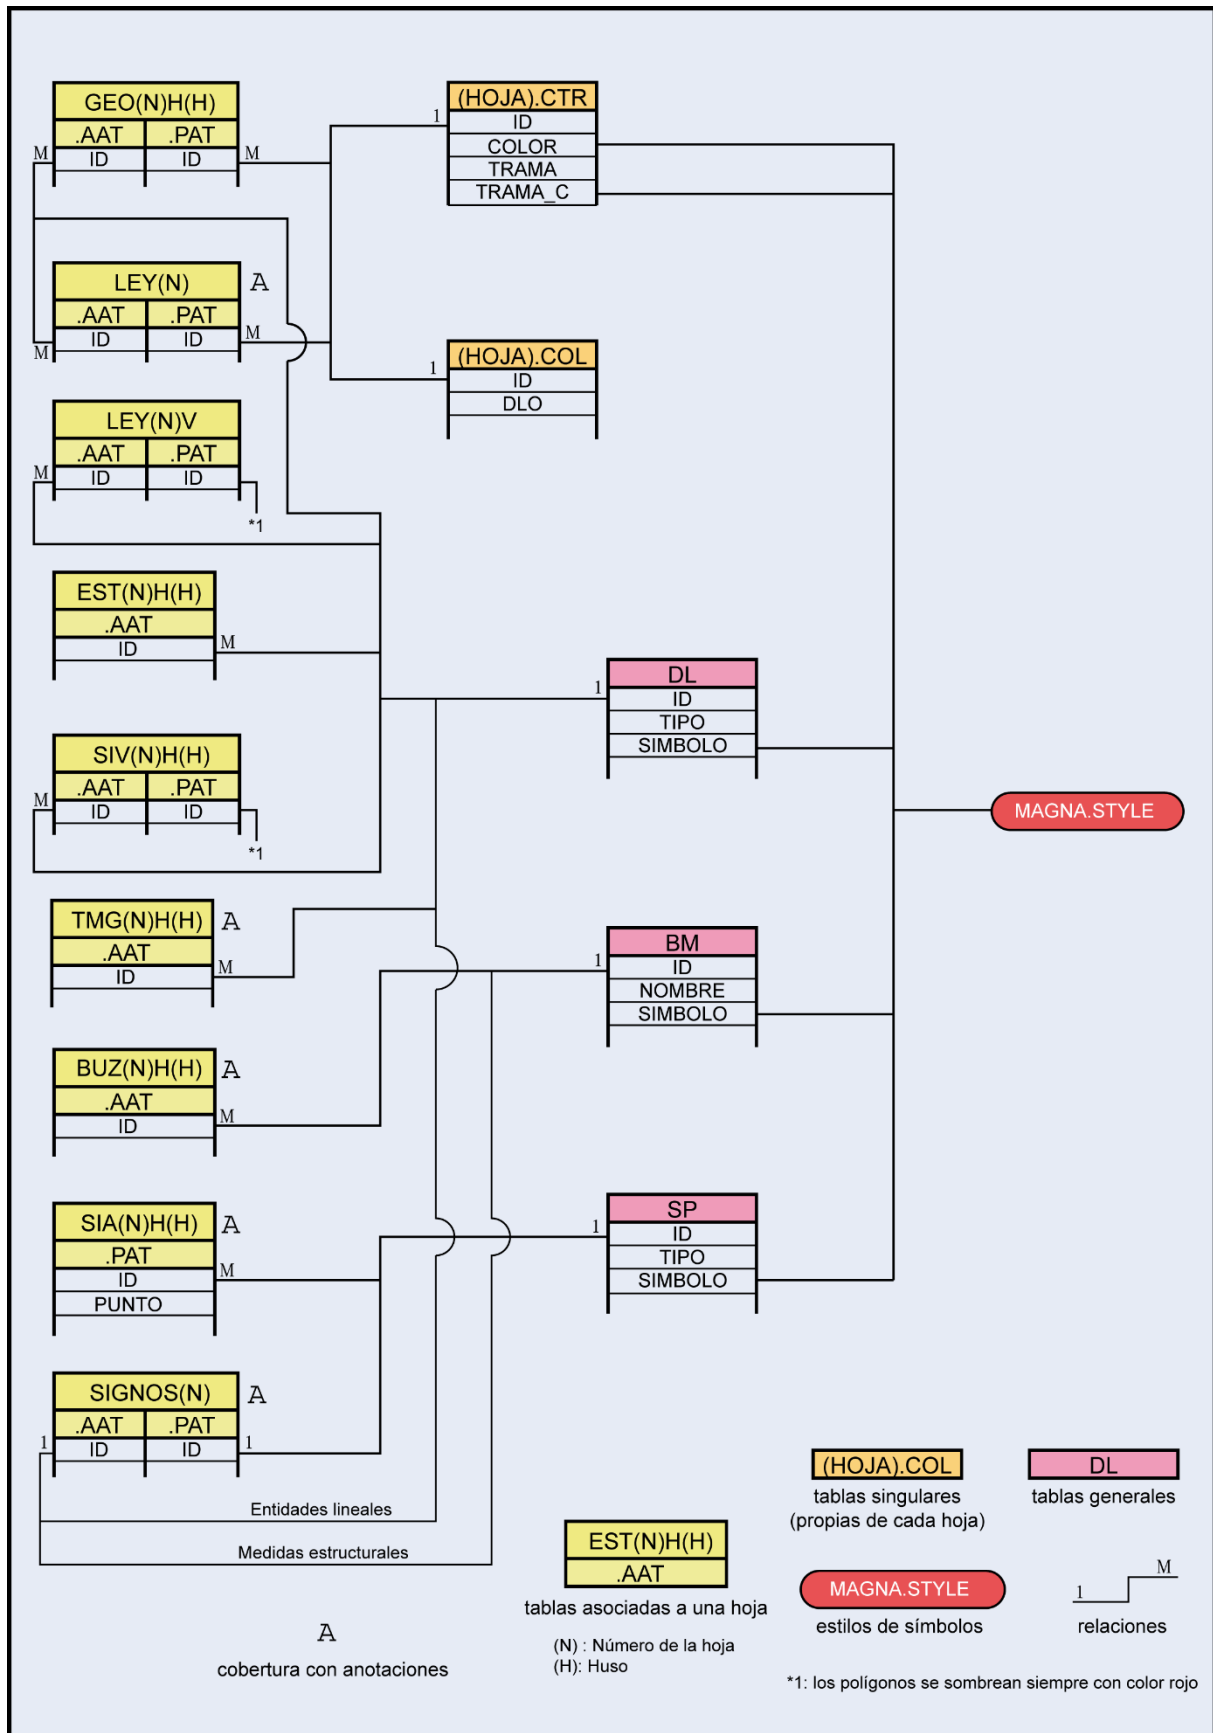 GEO(N)H(H)
.AAT .PAT
M ID ID M
1 (HOJA).CTR
ID
COLOR
TRAMA
TRAMA_C
LEY(N) A
.AAT .PAT
M ID ID M
1 (HOJA).COL
ID
DLO
LEY(N)V
.AAT .PAT
M ID ID
*1
EST(N)H(H)
.AAT
ID M
SIV(N)H(H)
.AAT .PAT
M ID ID
*1
1 DL
ID
TIPO
SIMBOLO
MAGNA.STYLE
TMG(N)H(H) A
.AAT
ID M
1 BM
ID
NOMBRE
SIMBOLO
BUZ(N)H(H) A
.AAT
ID M
SIA(N)H(H) A
.PAT
ID M
PUNTO
1 SP
ID
TIPO
SIMBOLO
SIGNOS(N) A
.AAT .PAT
1 ID ID 1
Entidades lineales
Medidas estructurales
A
cobertura con anotaciones
EST(N)H(H)
.AAT
tablas asociadas a una hoja
(N) : Número de la hoja
(H): Huso
(HOJA).COL
tablas singulares
(propias de cada hoja)
DL
tablas generales
MAGNA.STYLE
estilos de símbolos
1 M
relaciones
*1: los polígonos se sombrean siempre con color rojo